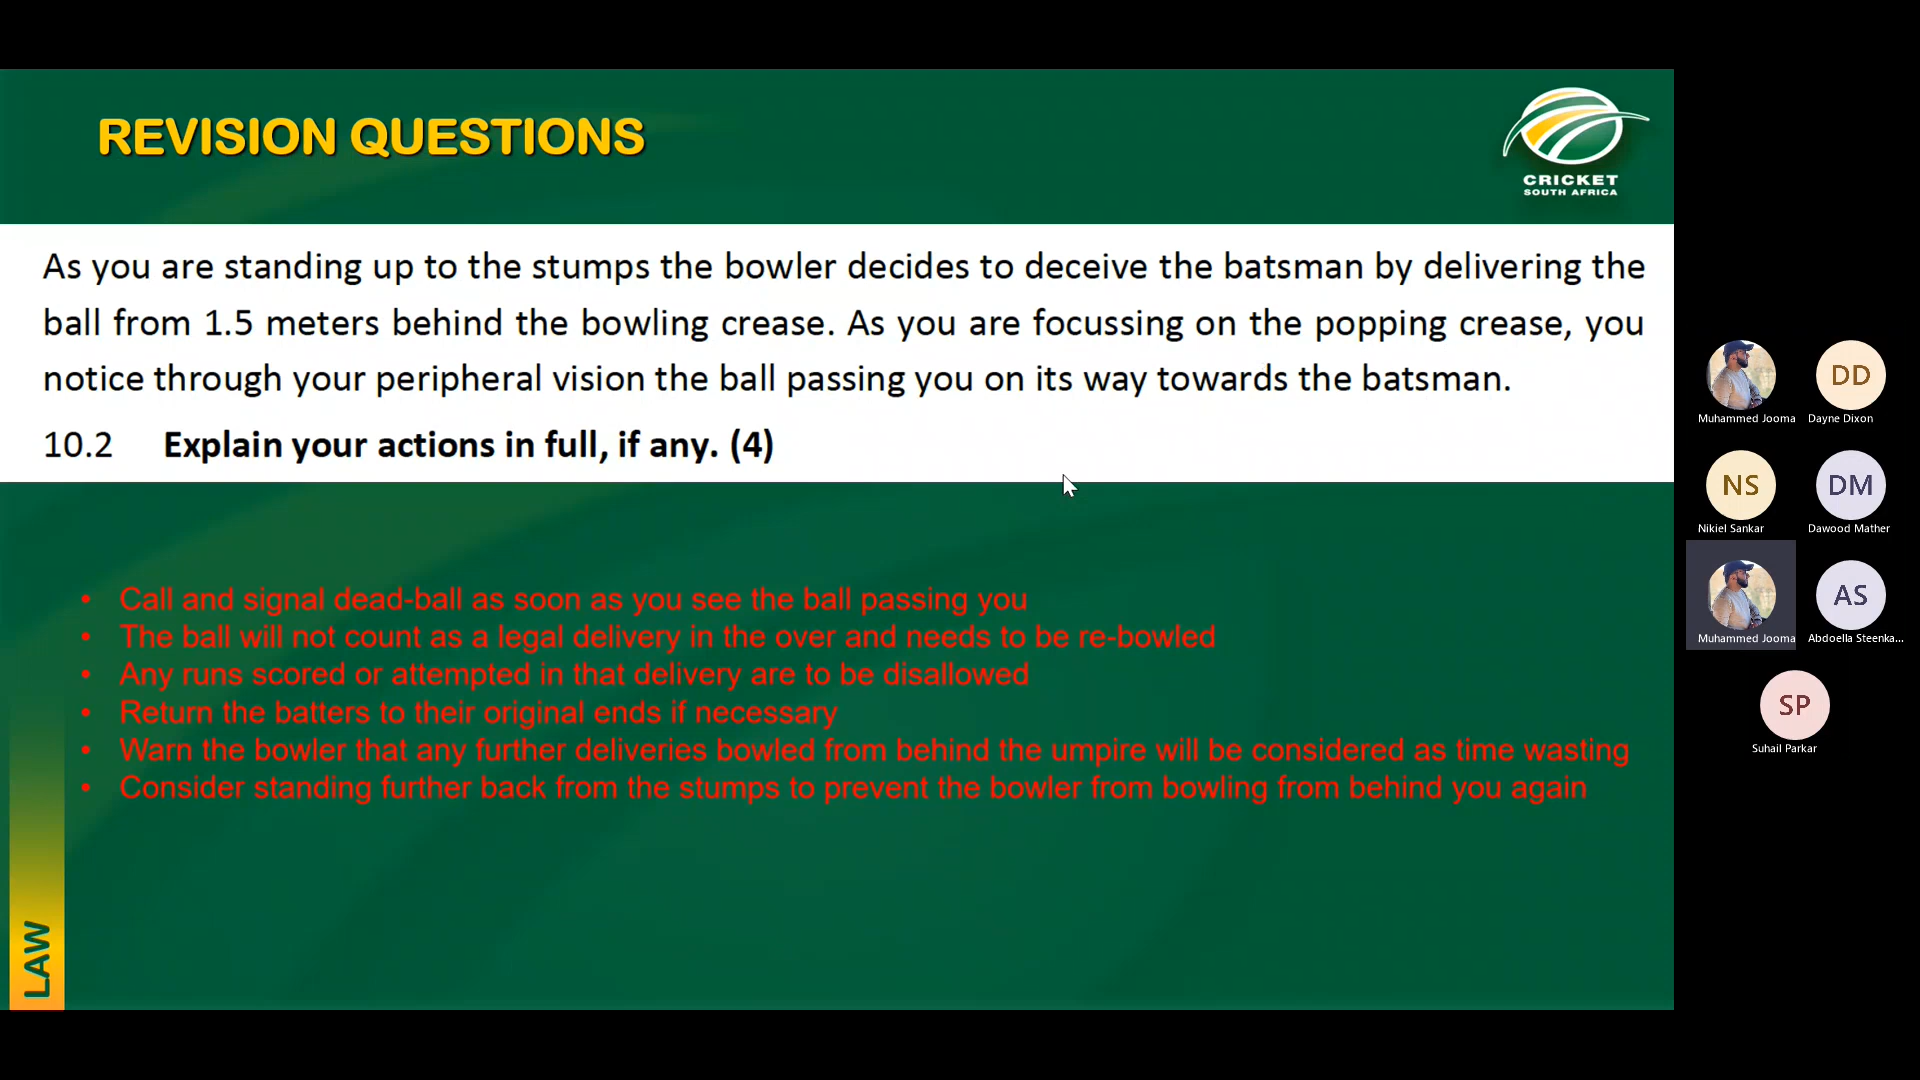 REVISION QUESTIONS
CRICKET
SOUTH AFRICA
As you are standing up to the stumps the bowler decides to deceive the batsman by delivering the
ball from 1.5 meters behind the bowling crease. As you are focussing on the popping crease, you
notice through your peripheral vision the ball passing you on its way towards the batsman.
10.2 Explain your actions in full, if any. (4)
• Call and signal dead-ball as soon as you see the ball passing you
• The ball will not count as a legal delivery in the over and needs to be re-bowled
• Any runs scored or attempted in that delivery are to be disallowed
• Return the batters to their original ends if necessary
• Warn the bowler that any further deliveries bowled from behind the umpire will be considered as time wasting
• Consider standing further back from the stumps to prevent the bowler from bowling from behind you again
LAW
Muhammed Jooma
DD
Dayne Dixon
NS
Nikiel Sankar
DM
Dawood Mather
Muhammed Jooma
AS
Abdoella Steenka...
SP
Suhail Parkar